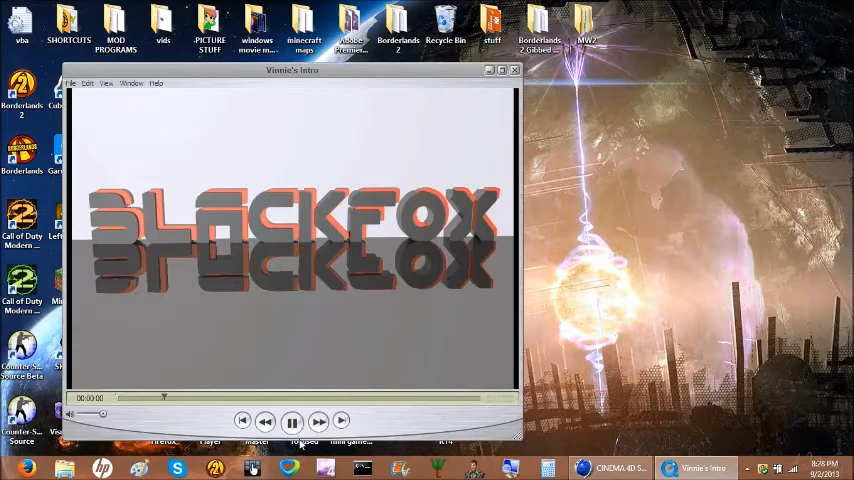 vba
SHORTCUTS
MOD
PROGRAMS
vids
.PICTURE
STUFF
windows
movie m...
minecraft
maps
Adobe
Premier...
Borderlands
2
Recycle Bin
stuff
Borderlands
2 Gibbed ...
MW2
Vinnie's Intro
File Edit View Window Help
BLOCKFOX
Borderlands
2
Borderlands
Call of Duty
Modern ...
Call of Duty
Modern ...
Counter-S...
Source Beta
Counter-S...
Source
00:00:00
CINEMA 4D S...
Vinnie's Intro
8:28 PM
9/2/2013